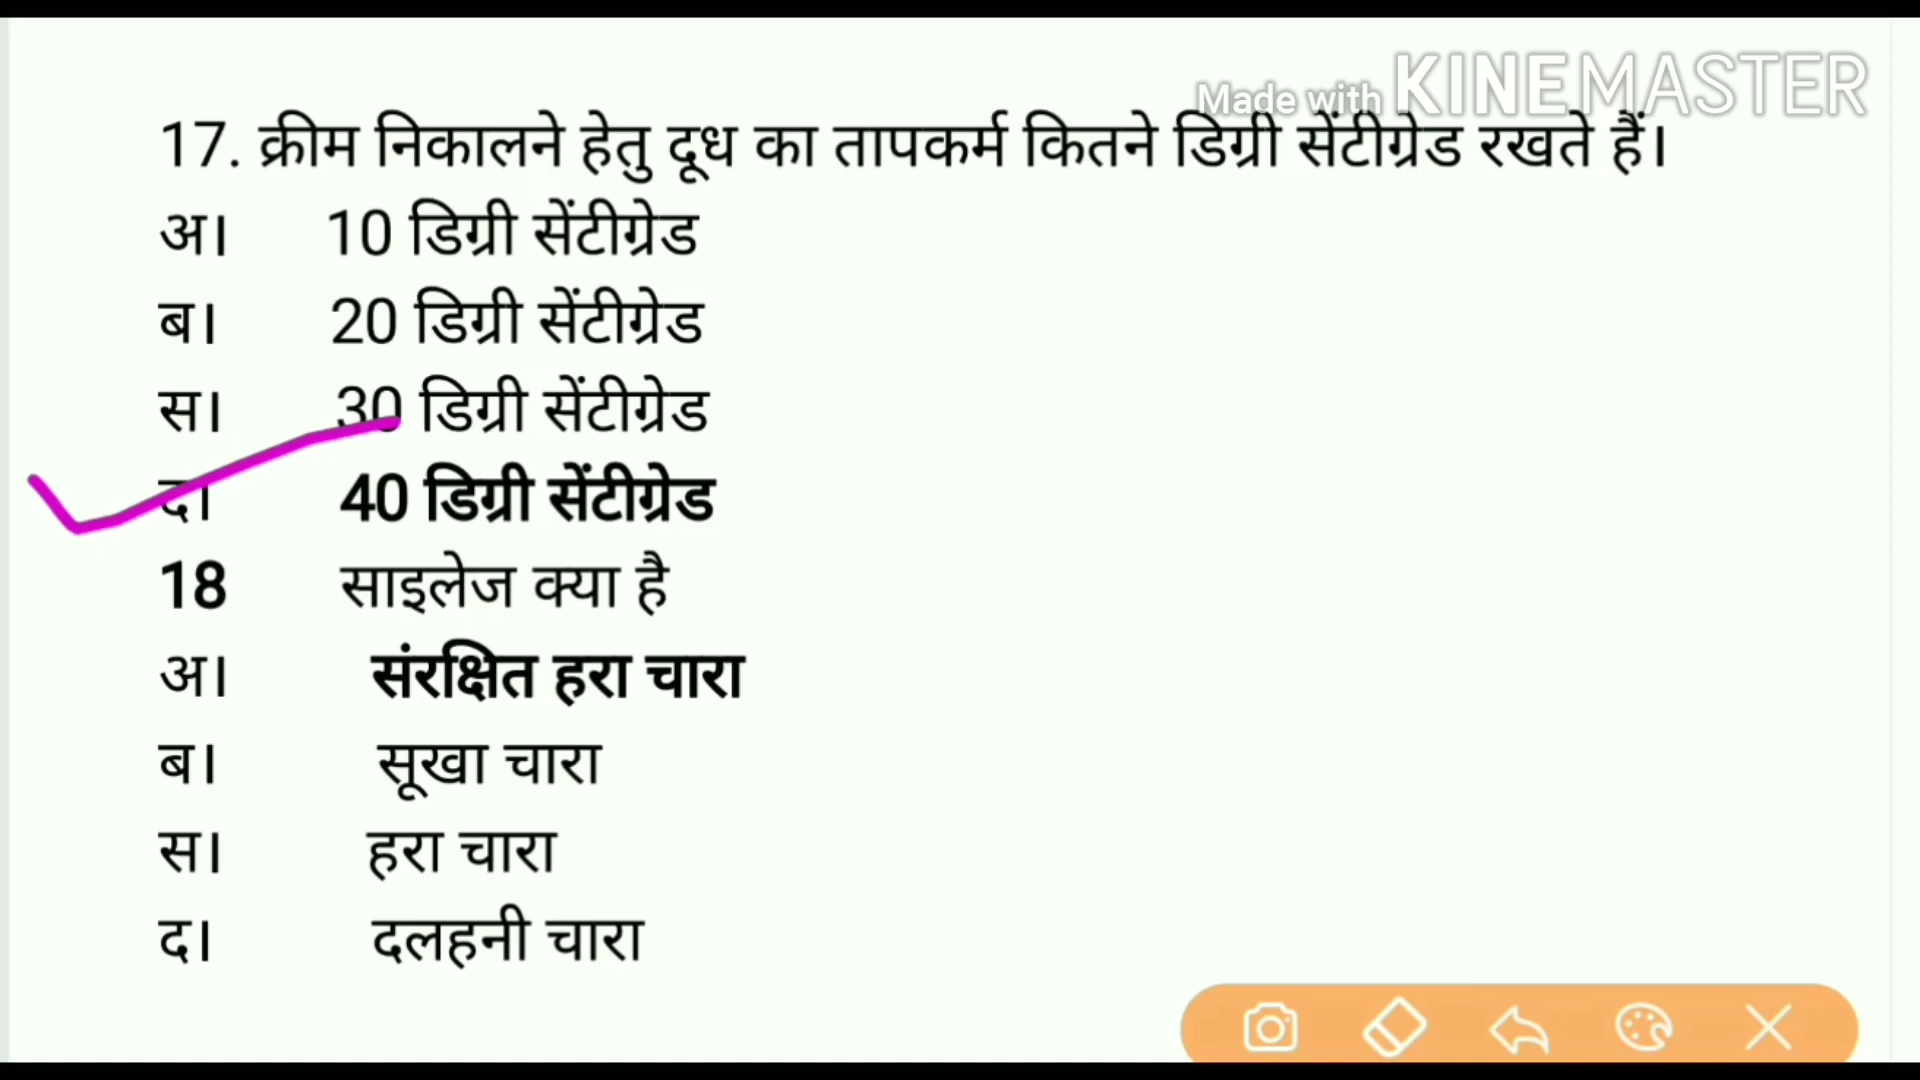 Made with KINEMASTER
17. क्रीम निकालने हेतु दूध का तापकर्म कितने डिग्री सेंटीग्रेड रखते हैं।
अ। 10 डिग्री सेंटीग्रेड
ब। 20 डिग्री सेंटीग्रेड
स। 30 डिग्री सेंटीग्रेड
द। 40 डिग्री सेंटीग्रेड
18 साइलेज क्या है
अ। संरक्षित हरा चारा
ब। सूखा चारा
स। हरा चारा
द। दलहनी चारा